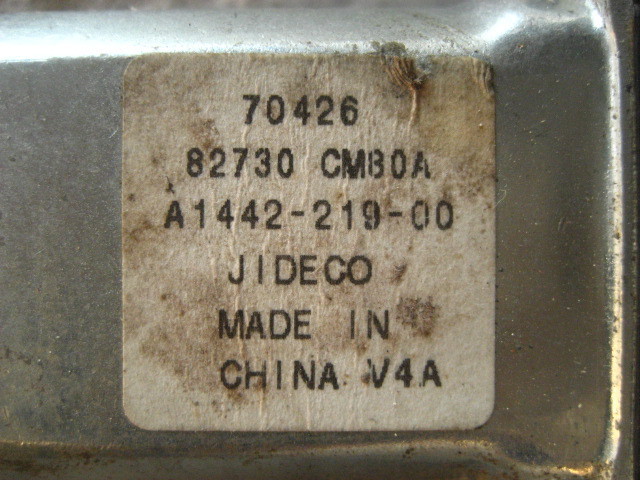 70426
82730 CM80A
A1442-219-00
JIDECO
MADE IN
CHINA V4A